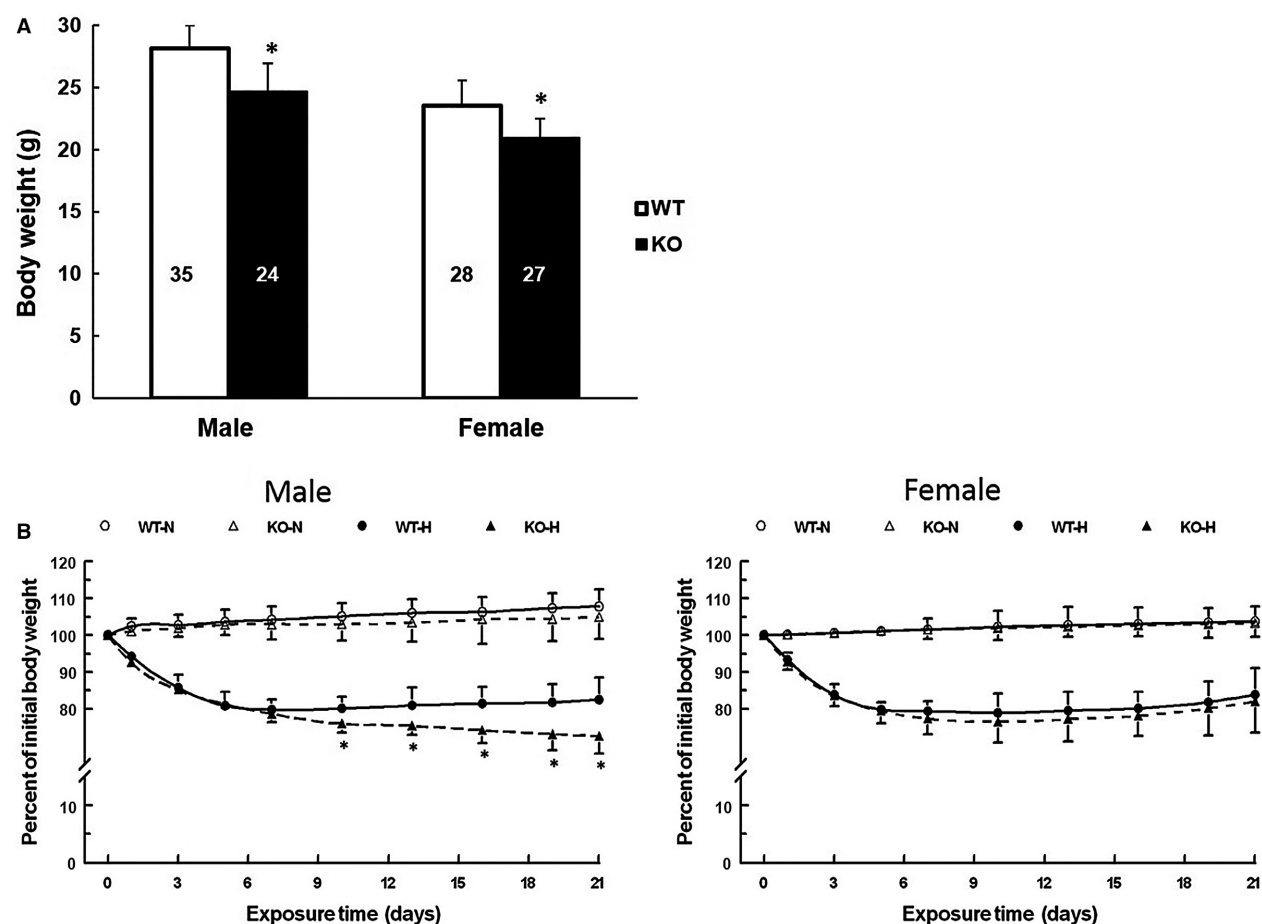 A
30
25
20
15
10
5
0
Body weight (g)
*
*
35
24
28
27
WT
KO
Male
Female
B
Male
WT-N
KO-N
WT-H
KO-H
120
110
100
90
80
10
0
Percent of initial body weight
*
*
*
*
*
0 3 6 9 12 15 18 21
Exposure time (days)
Female
WT-N
KO-N
WT-H
KO-H
120
110
100
90
80
10
0
Percent of initial body weight
0 3 6 9 12 15 18 21
Exposure time (days)